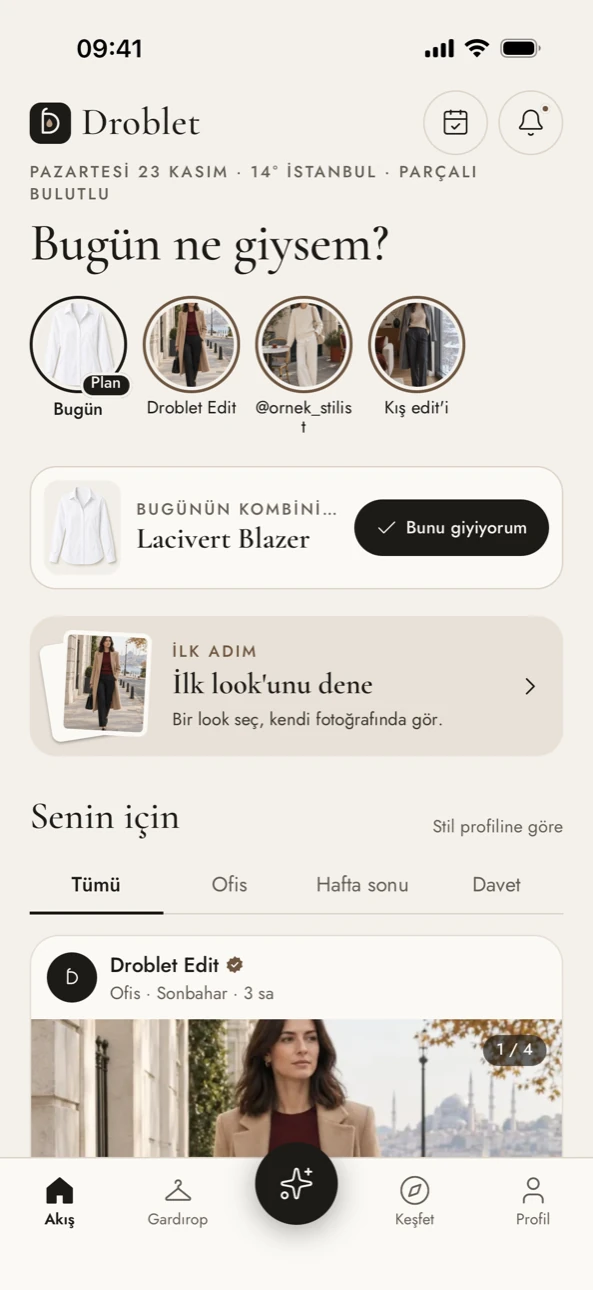 09:41
Droblet
PAZARTESİ 23 KASIM · 14° İSTANBUL · PARÇALI
BULUTLU
Bugün ne giysem?
Plan
Bugün
Droblet Edit
@ornek_stilis
t
Kış edit'i
BUGÜNÜN KOMBİNİ...
Lacivert Blazer
Bunu giyiyorum
İLK ADIM
İlk look'unu dene
Bir look seç, kendi fotoğrafında gör.
Senin için
Stil profiline göre
Tümü
Ofis
Hafta sonu
Davet
Droblet Edit
Ofis · Sonbahar · 3 sa
1 / 4
Akış
Gardırop
Keşfet
Profil